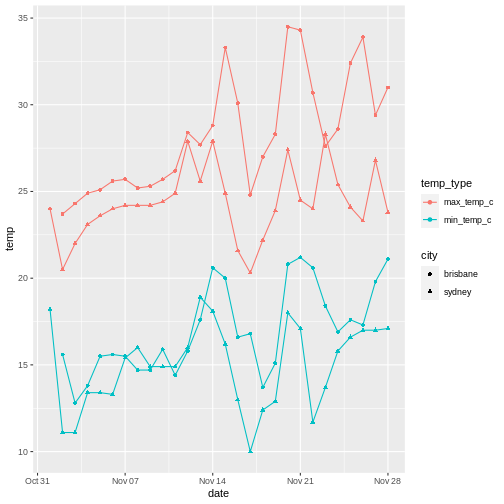 35
30
25
20
15
10
temp
Oct 31
Nov 07
Nov 14
Nov 21
Nov 28
date
temp_type
max_temp_c
min_temp_c
city
brisbane
sydney